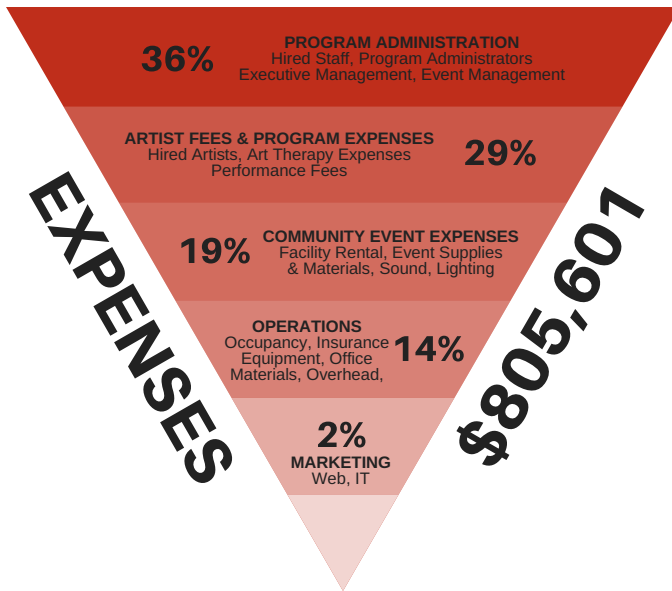 36%
PROGRAM ADMINISTRATION
Hired Staff, Program Administrators
Executive Management, Event Management
ARTIST FEES & PROGRAM EXPENSES
Hired Artists, Art Therapy Expenses
Performance Fees
29%
19%
COMMUNITY EVENT EXPENSES
Facility Rental, Event Supplies
& Materials, Sound, Lighting
OPERATIONS
Occupancy, Insurance
Equipment, Office
Materials, Overhead,
14%
2%
MARKETING
Web, IT
EXPENSES
$805,601